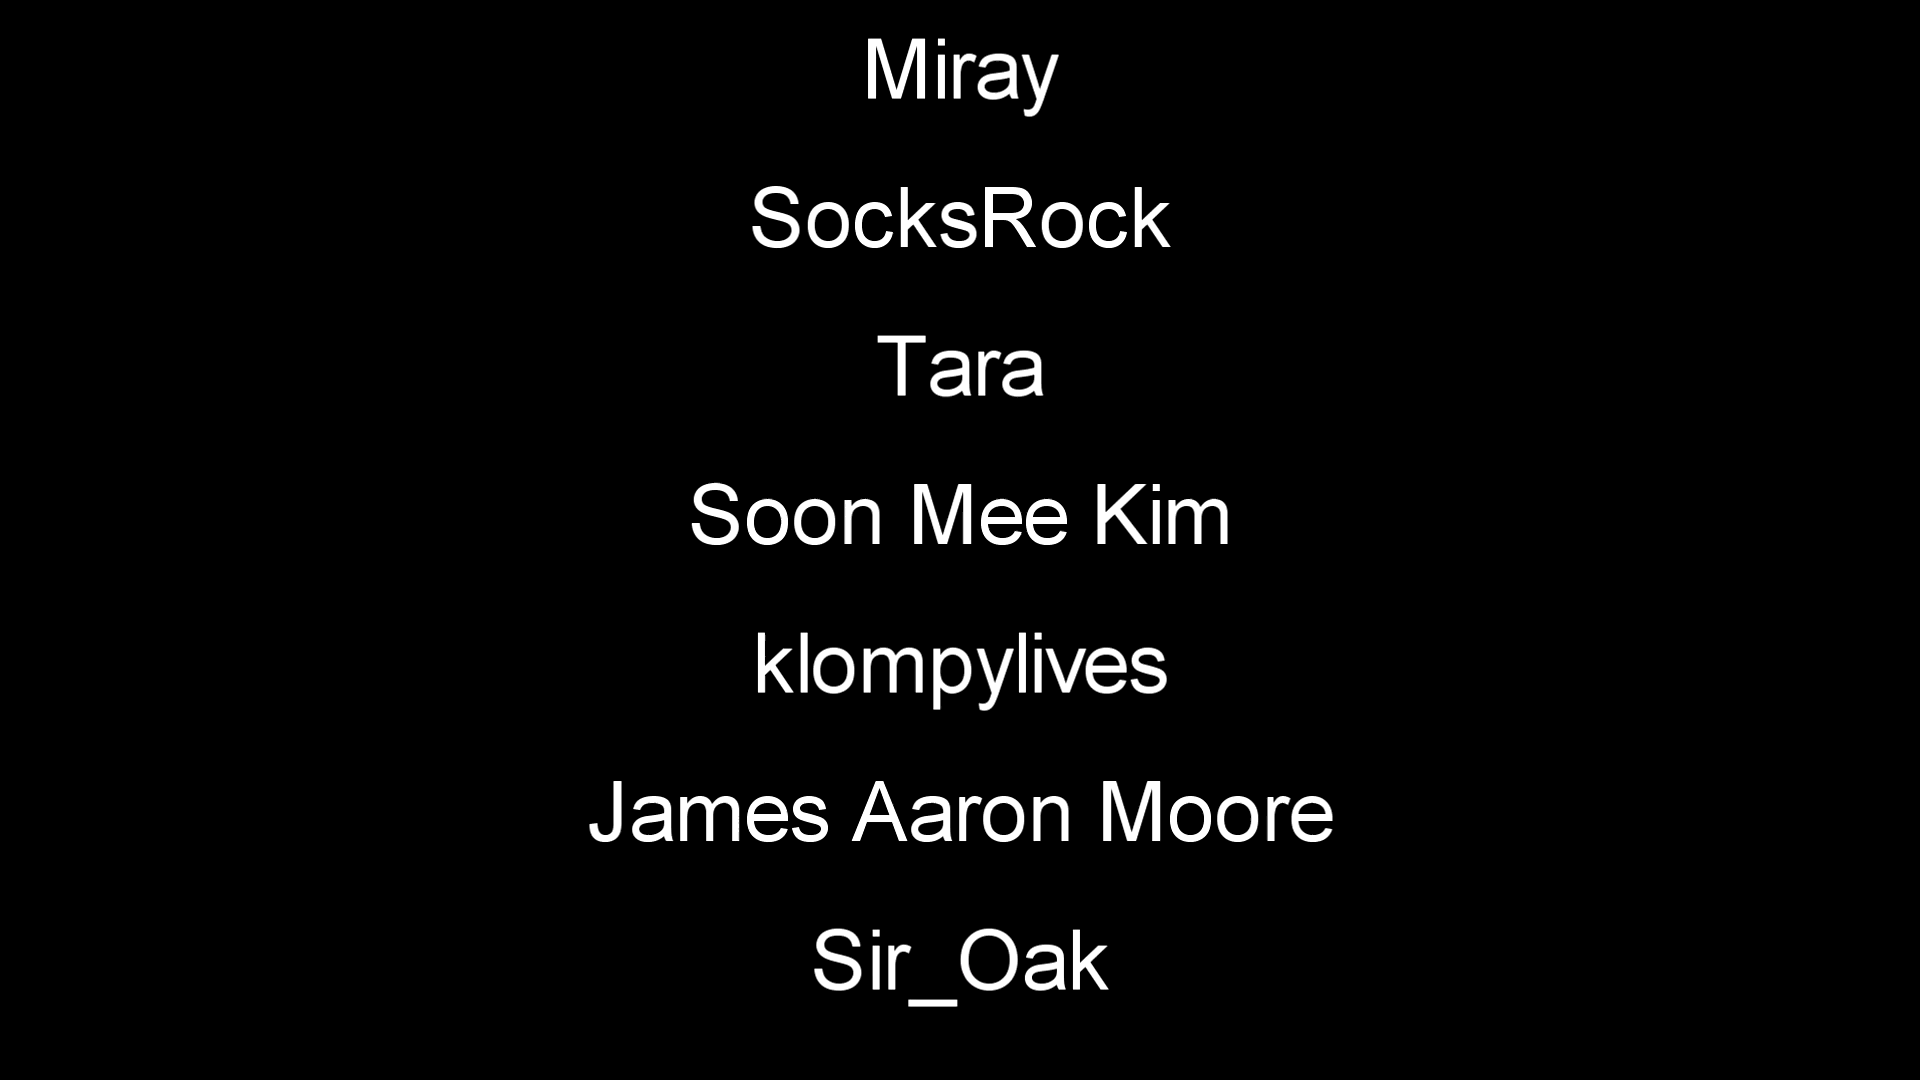 Miray
SocksRock
Tara
Soon Mee Kim
klompylives
James Aaron Moore
Sir_Oak